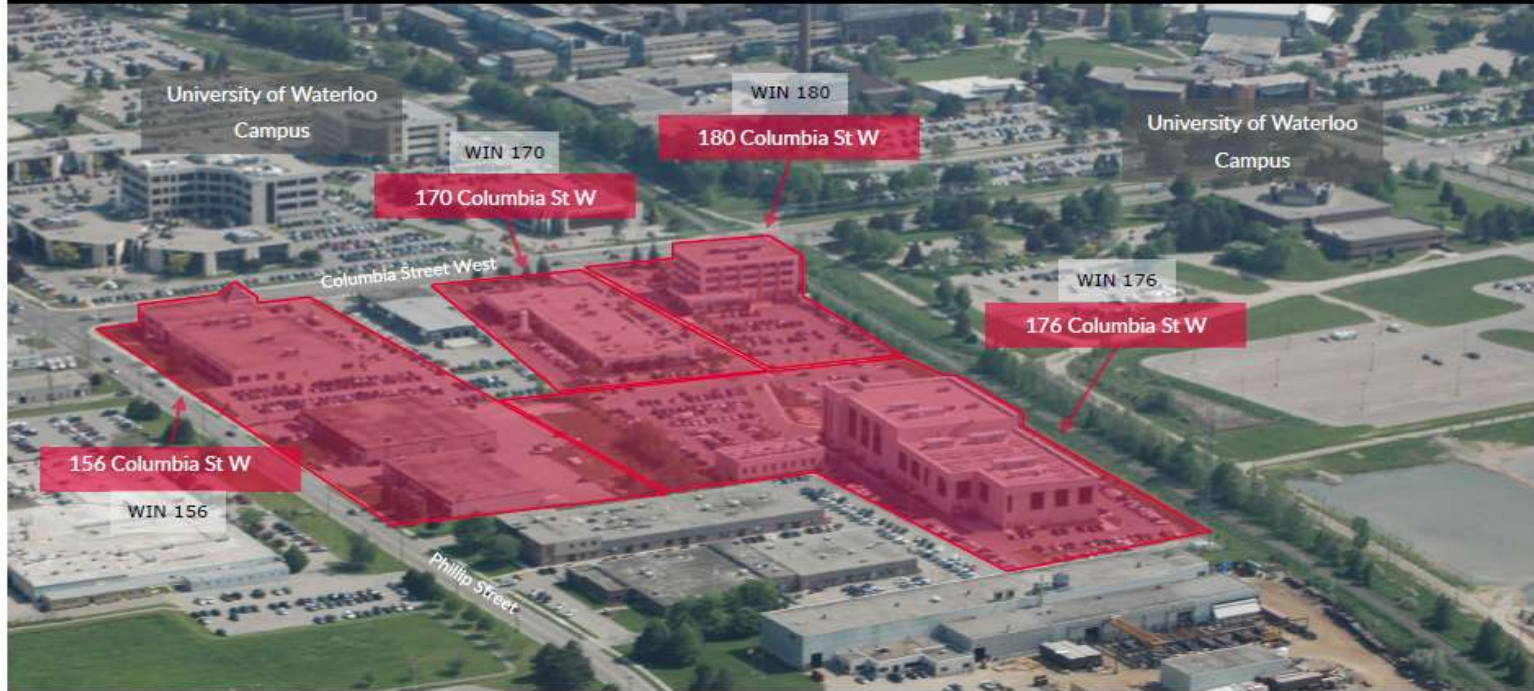 University of Waterloo
Campus
WIN 180
180 Columbia St W
University of Waterloo
Campus
WIN 170
170 Columbia St W
Columbia Street West
WIN 176
176 Columbia St W
156 Columbia St W
WIN 156
Phillip Street